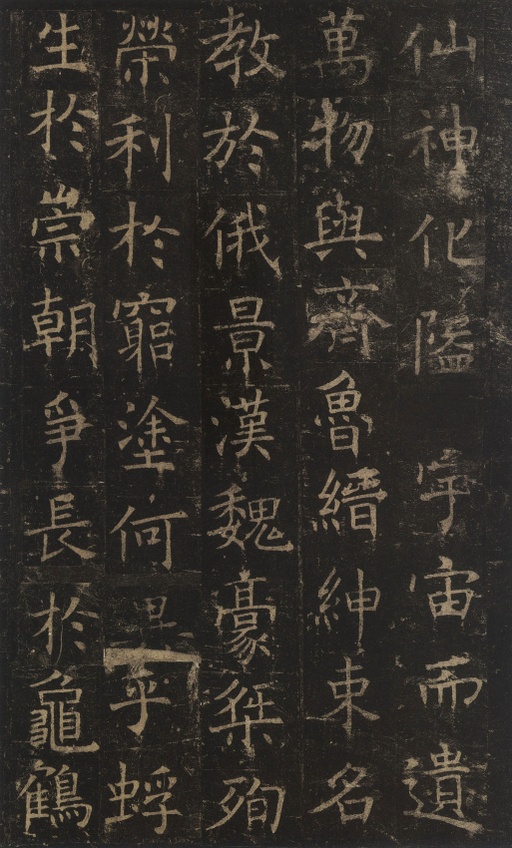 仙神化隘宇宙而遺
萬物與齊魯縉紳束名
教於俄景漢魏豪桀殉
榮利於窮塗何異乎蜉
生於崇朝爭長於龜鶴